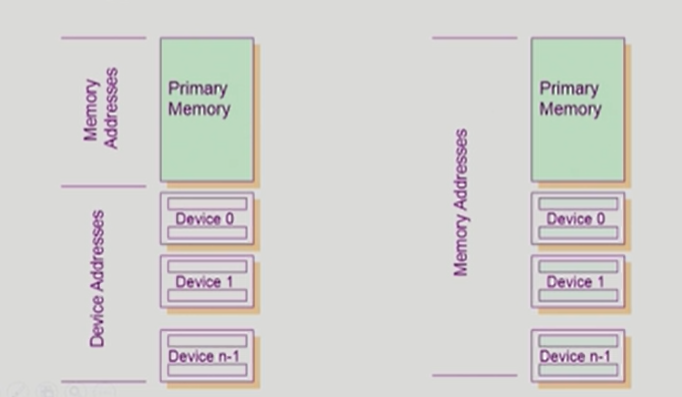 Memory
Addresses
Device Addresses
Primary
Memory
Device 0
Device 1
Device n-1
Memory Addresses
Primary
Memory
Device 0
Device 1
Device n-1